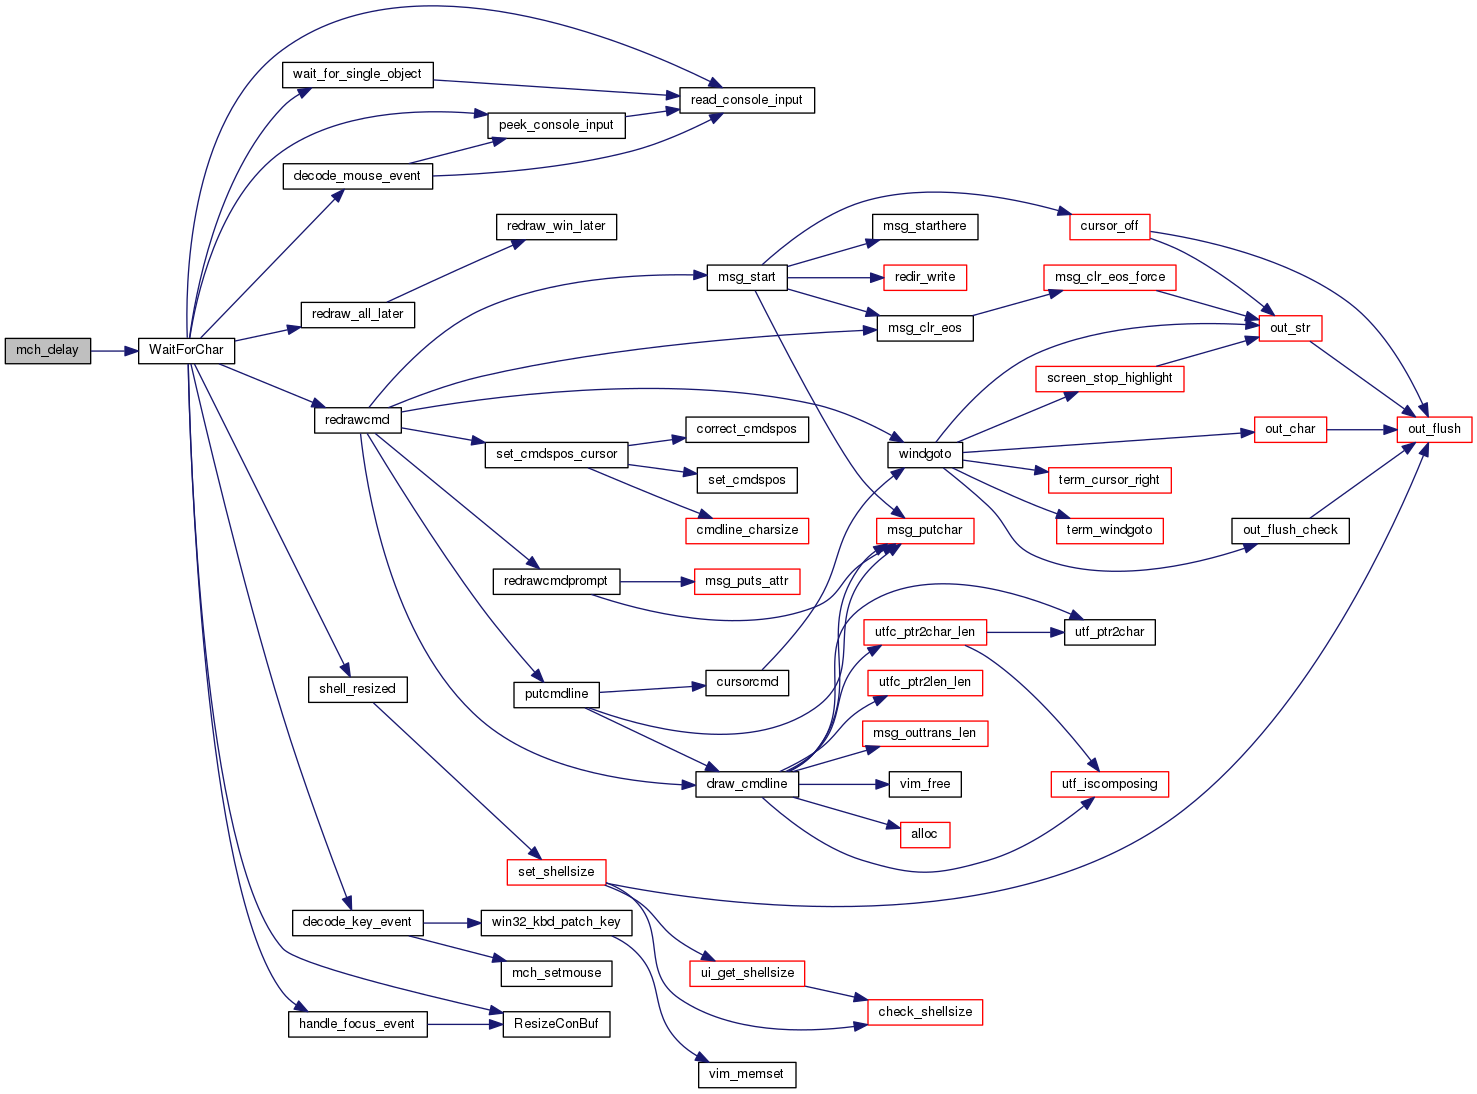 mch_delay
WaitForChar
wait_for_single_object
read_console_input
peek_console_input
decode_mouse_event
redraw_win_later
redraw_all_later
redrawcmd
msg_start
msg_starthere
redir_write
msg_clr_eos
cursor_off
msg_clr_eos_force
out_str
screen_stop_highlight
out_char
out_flush
correct_cmdspos
set_cmdspos_cursor
set_cmdspos
cmdline_charsize
windgoto
term_cursor_right
term_windgoto
out_flush_check
msg_putchar
redrawcmdprompt
msg_puts_attr
utfc_ptr2char_len
utf_ptr2char
shell_resized
putcmdline
cursorcmd
utfc_ptr2len_len
msg_outtrans_len
draw_cmdline
vim_free
utf_iscomposing
alloc
set_shellsize
decode_key_event
win32_kbd_patch_key
mch_setmouse
ui_get_shellsize
check_shellsize
handle_focus_event
ResizeConBuf
vim_memset